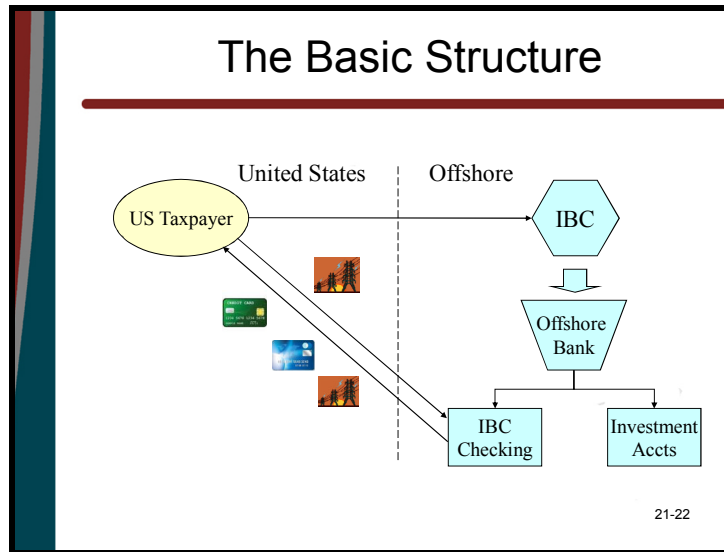 The Basic Structure
United States
Offshore
US Taxpayer
IBC
Offshore
Bank
IBC
Checking
Investment
Accts
21-22